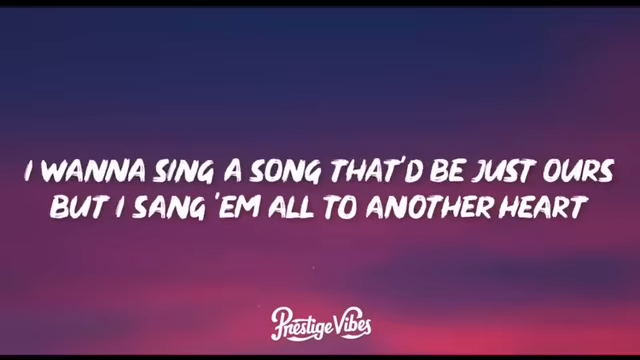 I WANNA SING A SONG THAT'D BE JUST OURS
BUT I SANG 'EM ALL TO ANOTHER HEART
Prestige Vibes